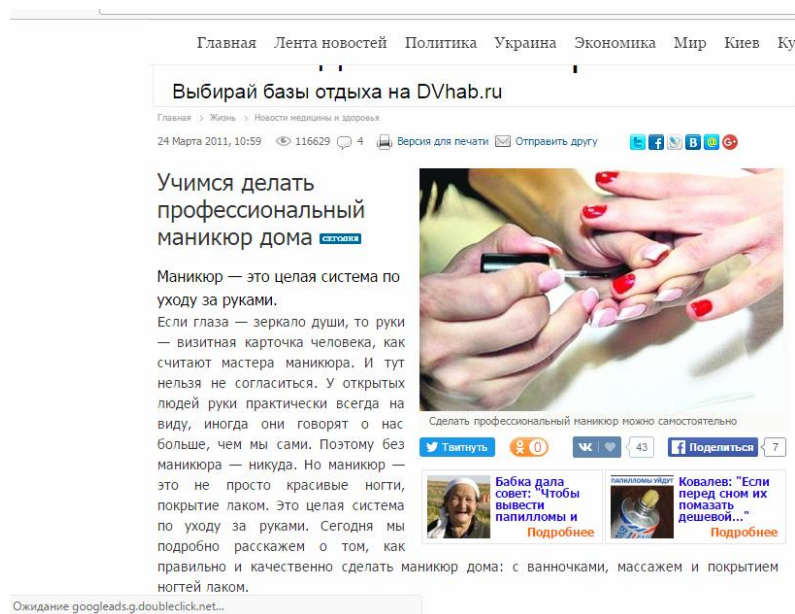 Главная Лента новостей Политика Украина Экономика Мир Киев
Выбирай базы отдыха на DVhab.ru
Главная > Жизнь > Новости медицины и здоровья
24 Марта 2011, 10:59 116629 4 Версия для печати Отправить другу
Учимся делать
профессиональный
маникюр дома СЕГОДНЯ
Маникюр — это целая система по
уходу за руками.
Если глаза — зеркало души, то руки
— визитная карточка человека, как
считают мастера маникюра. И тут
нельзя не согласиться. У открытых
людей руки практически всегда на
виду, иногда они говорят о нас
больше, чем мы сами. Поэтому без
маникюра — никуда. Но маникюр —
это не просто красивые ногти,
покрытие лаком. Это целая система
по уходу за руками. Сегодня мы
подробно расскажем о том, как
правильно и качественно сделать маникюр дома: с ванночками, массажем и покрытием
ногтей лаком.
Сделать профессиональный маникюр можно самостоятельно
Твитнуть 0 43 Поделиться 7
Бабка дала
совет: "Чтобы
вывести
папилломы и
Подробнее
ПАПИЛЛОМЫ УЙДУТ
Ковалев: "Если
перед сном их
помазать
дешевой..."
Подробнее
Ожидание googleads.g.doubleclick.net...